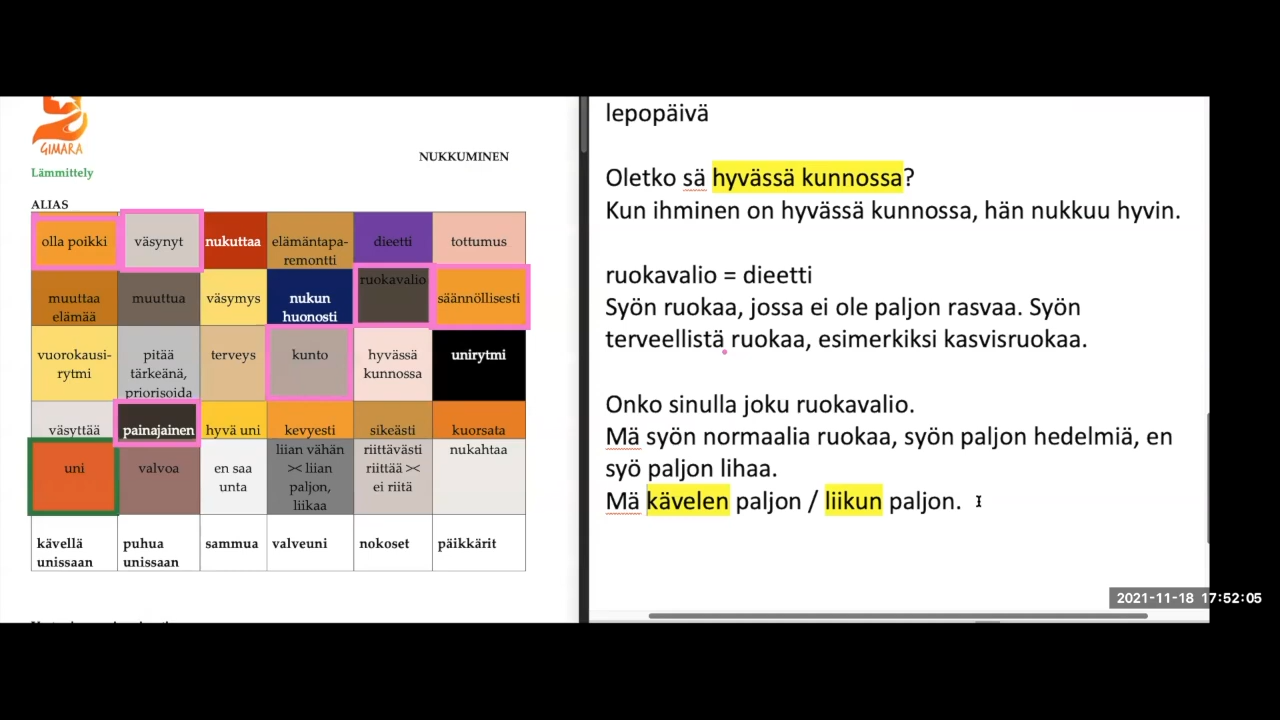 GIMARA
NUKKUMINEN
Lämmittely
ALIAS
olla poikki
väsynyt
nukuttaa
elämäntapa-
remontti
dieetti
tottumus
muuttaa
elämää
muuttua
väsymys
nukun
huonosti
ruokavalio
säännöllisesti
vuorokausi-
rytmi
pitää
tärkeänä,
priorisoida
terveys
kunto
hyvässä
kunnossa
unirytmi
väsyttää
painajainen
hyvä uni
kevyesti
sikeästi
kuorsata
uni
valvoa
en saa
unta
liian vähän
>< liian
paljon,
liikaa
riittävästi
riittää ><
ei riitä
nukahtaa
kävellä
unissaan
puhua
unissaan
sammua
valveuni
nokoset
päikkärit
lepopäivä
Oletko sä hyvässä kunnossa?
Kun ihminen on hyvässä kunnossa, hän nukkuu hyvin.
ruokavalio = dieetti
Syön ruokaa, jossa ei ole paljon rasvaa. Syön
terveellistä ruokaa, esimerkiksi kasvisruokaa.
Onko sinulla joku ruokavalio.
Mä syön normaalia ruokaa, syön paljon hedelmiä, en
syö paljon lihaa.
Mä kävelen paljon / liikun paljon.
2021-11-18 17:52:05